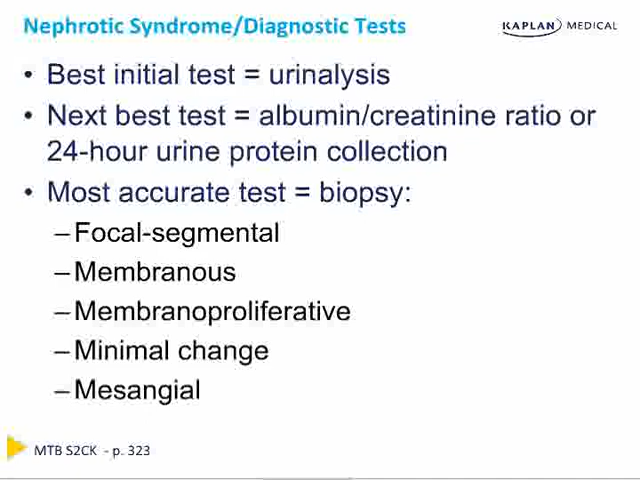 Nephrotic Syndrome/Diagnostic Tests
KAPLAN MEDICAL
• Best initial test = urinalysis
• Next best test = albumin/creatinine ratio or
24-hour urine protein collection
• Most accurate test = biopsy:
–Focal-segmental
–Membranous
–Membranoproliferative
–Minimal change
–Mesangial
MTB S2CK - p. 323